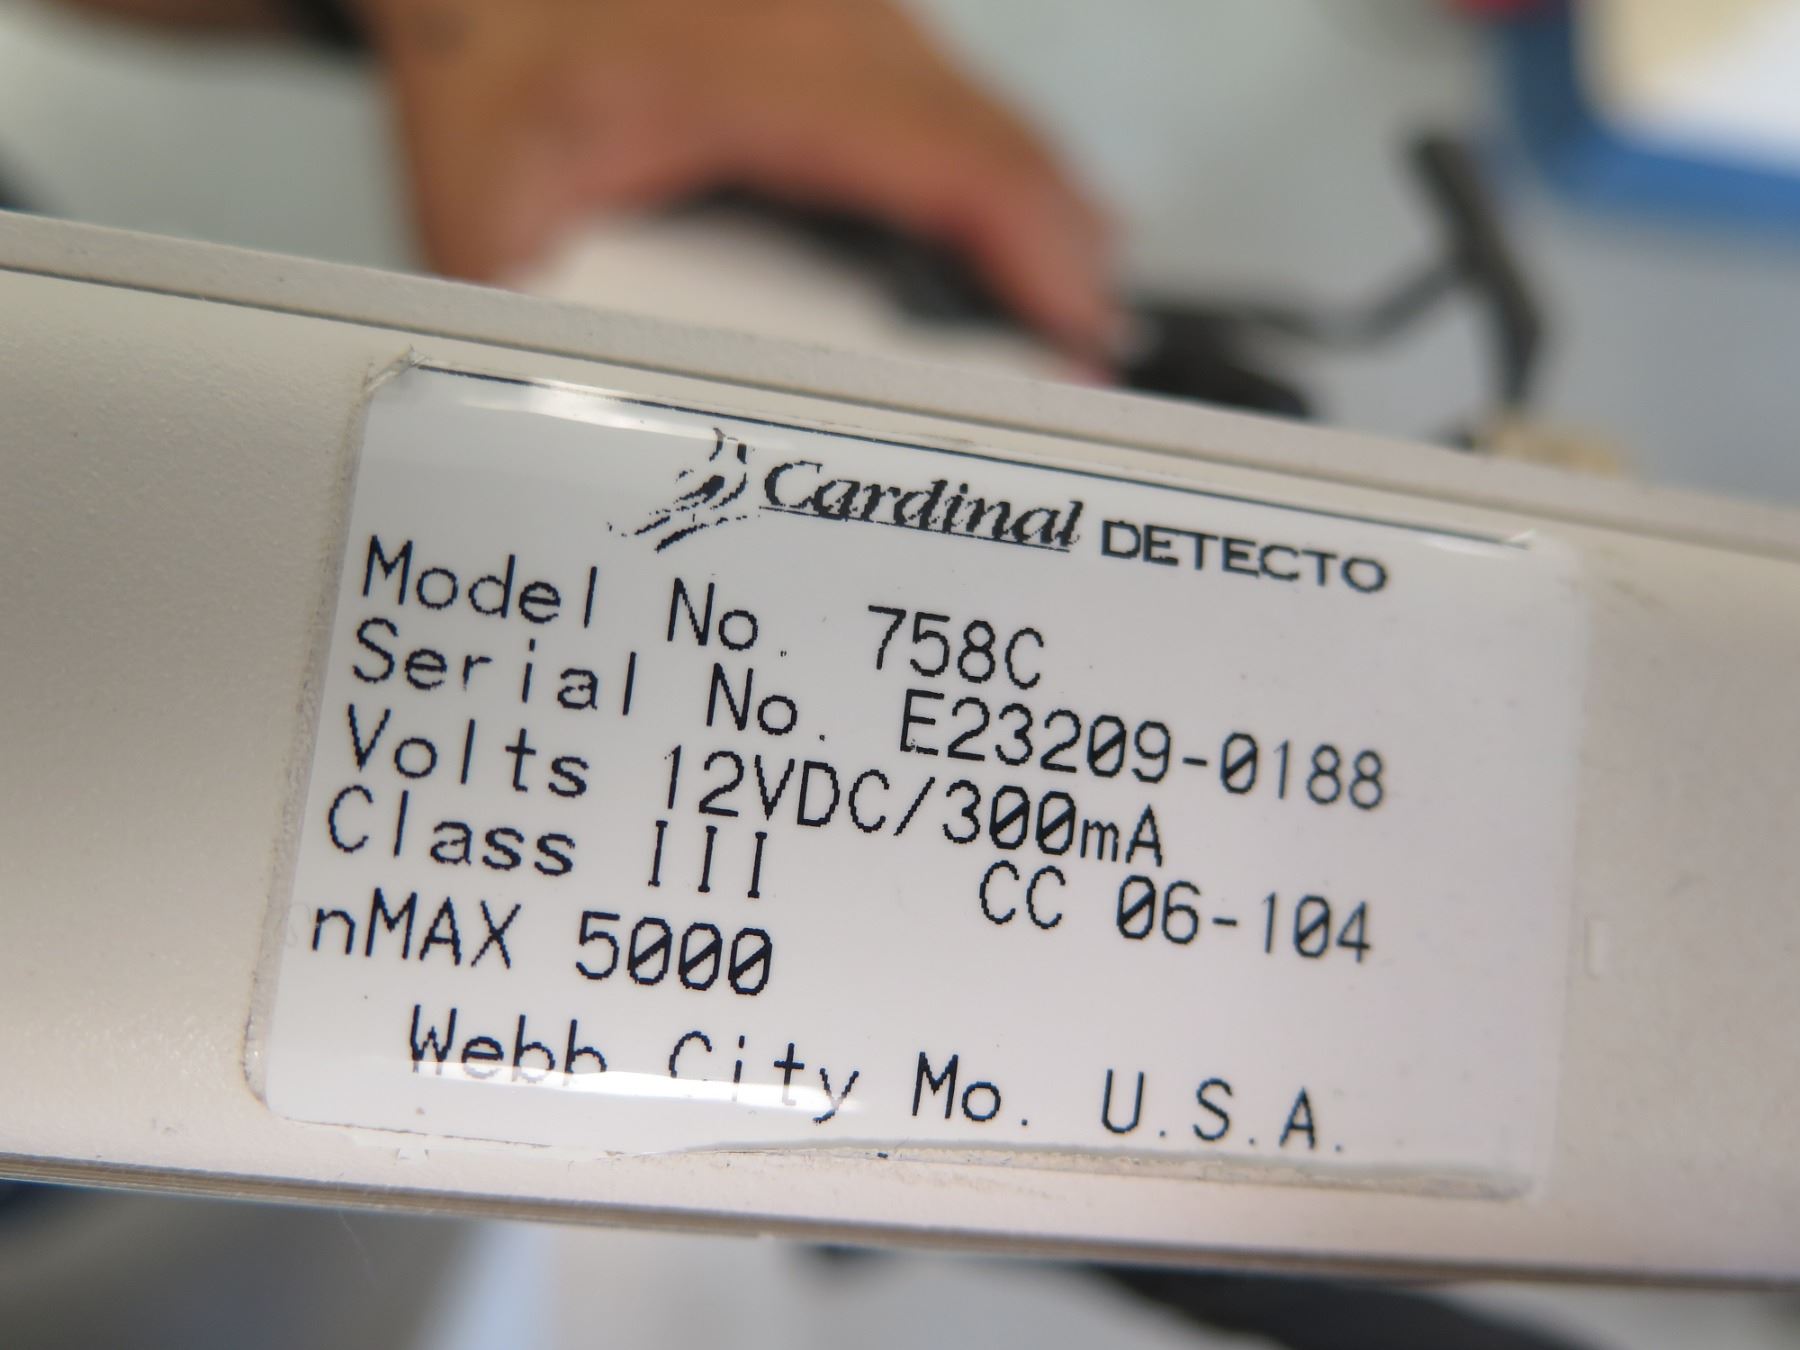 Cardinal DETECTO
Model No. 758C
Serial No. E23209-0188
Volts 12VDC/300mA
Class III CC 06-104
nMAX 5000
Webb City Mo. U.S.A.